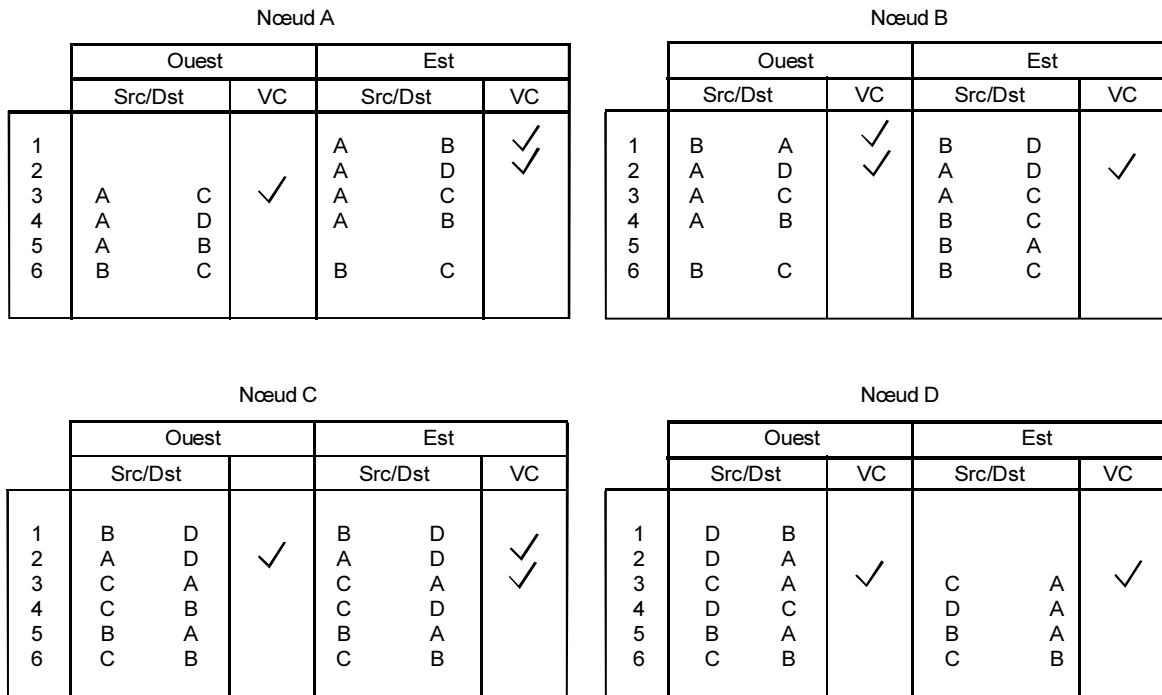 Nœud A
Ouest Est
Src/Dst VC Src/Dst VC
1 A B ✓
2 A D ✓
3 A C ✓ A C
4 A D A B
5 A B
6 B C B C
Nœud B
Ouest Est
Src/Dst VC Src/Dst VC
1 B A ✓ B D
2 A D ✓ A D ✓
3 A C A C
4 A B B C
5 B A
6 B C B C
Nœud C
Ouest Est
Src/Dst Src/Dst VC
1 B D B D
2 A D ✓ A D ✓
3 C A C A ✓
4 C B C D
5 B A B A
6 C B C B
Nœud D
Ouest Est
Src/Dst VC Src/Dst VC
1 D B
2 D A
3 C A ✓ C A ✓
4 D C D A
5 B A B A
6 C B C B